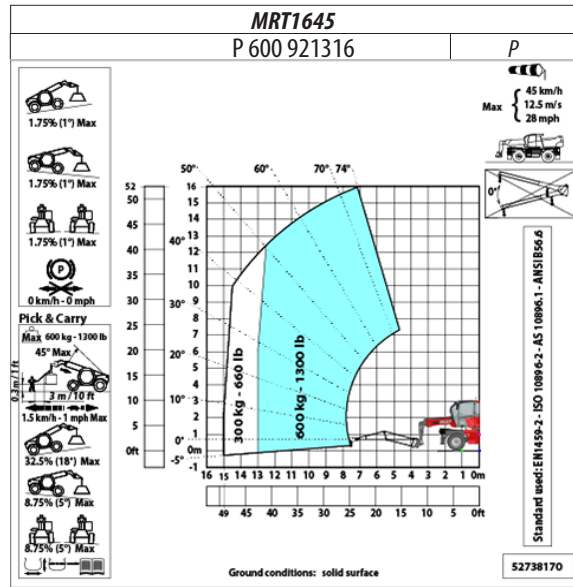 MRT1645
P 600 921316
P
1.75% (1°) Max
1.75% (1°) Max
1.75% (1°) Max
P
0 km/h - 0 mph
Pick & Carry
Max 600 kg - 1300 lb
45° Max
0.3 m/1 ft
3 m/10 ft
1.5 km/h - 1 mph Max
32.5% (18°) Max
8.75% (5°) Max
8.75% (5°) Max
Max
45 km/h
12.5 m/s
28 mph
0°
50°
60°
70°
74°
40°
30°
20°
10°
0°
-5°
52
50
45
40
35
30
25
20
15
10
5
0ft
16
15
14
13
12
11
10
9
8
7
6
5
4
3
2
1
0m
-1
300 kg - 660 lb
600 kg - 1300 lb
16 15 14 13 12 11 10 9 8 7 6 5 4 3 2 1 0m
49 45 40 35 30 25 20 15 10 5 0ft
Standard used: EN1459-2 - ISO 10896-2 - AS 10896.1 - ANSI B56.6
Ground conditions: solid surface
52738170